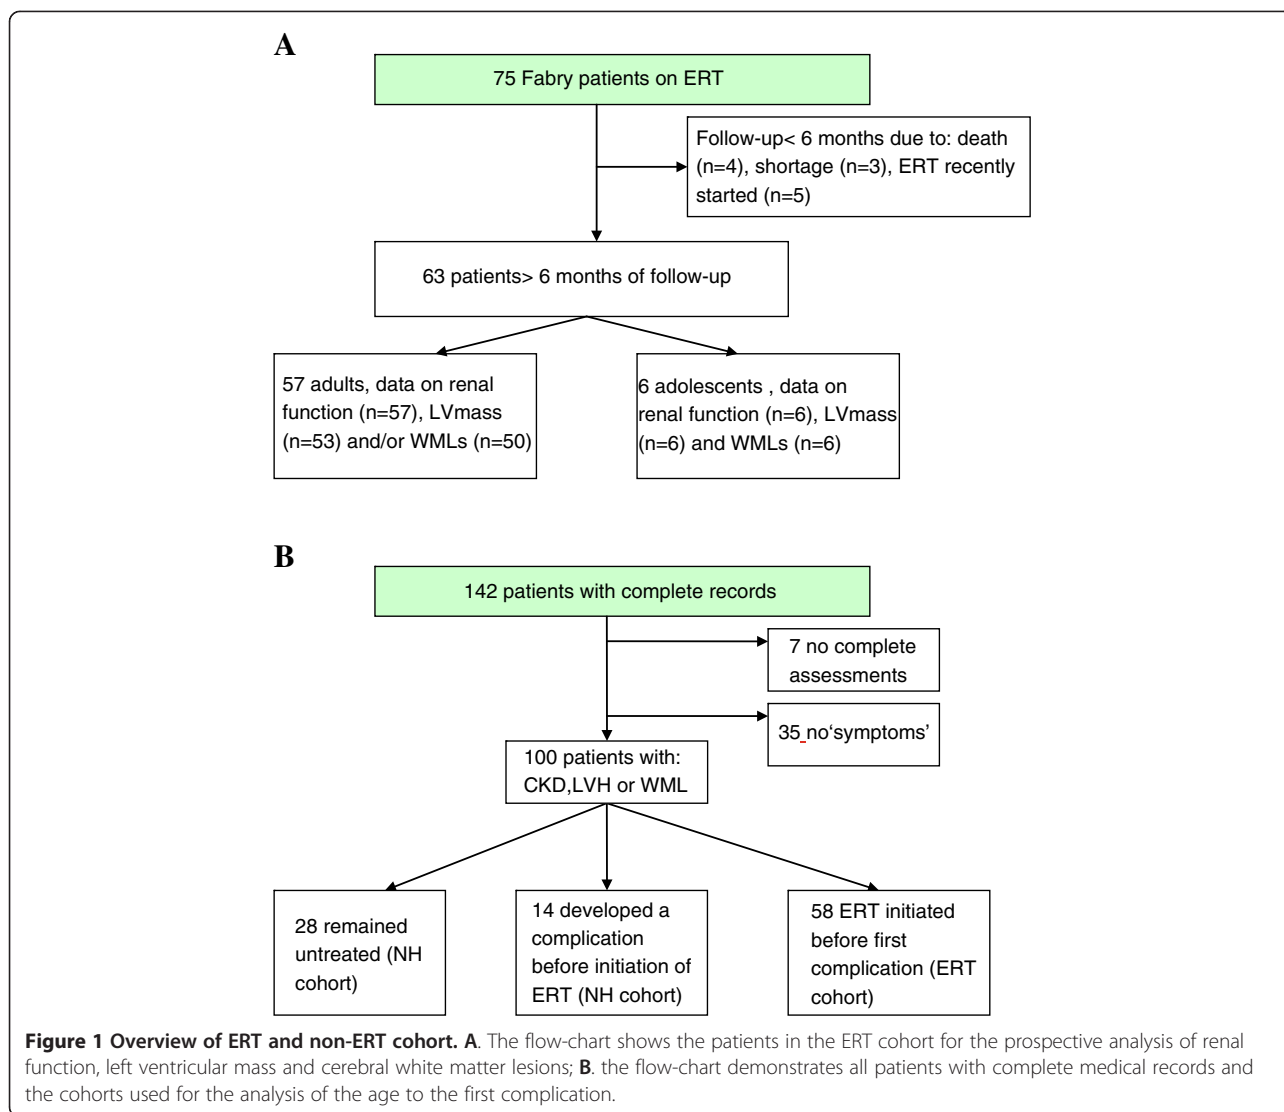 A
75 Fabry patients on ERT
Follow-up< 6 months due to: death
(n=4), shortage (n=3), ERT recently
started (n=5)
63 patients> 6 months of follow-up
57 adults, data on renal
function (n=57), LVmass
(n=53) and/or WMLs (n=50)
6 adolescents , data on
renal function (n=6), LVmass
(n=6) and WMLs (n=6)
B
142 patients with complete records
7 no complete
assessments
35 no‘symptoms’
100 patients with:
CKD,LVH or WML
28 remained
untreated (NH
cohort)
14 developed a
complication
before initiation of
ERT (NH cohort)
58 ERT initiated
before first
complication (ERT
cohort)
Figure 1 Overview of ERT and non-ERT cohort. A. The flow-chart shows the patients in the ERT cohort for the prospective analysis of renal
function, left ventricular mass and cerebral white matter lesions; B. the flow-chart demonstrates all patients with complete medical records and
the cohorts used for the analysis of the age to the first complication.